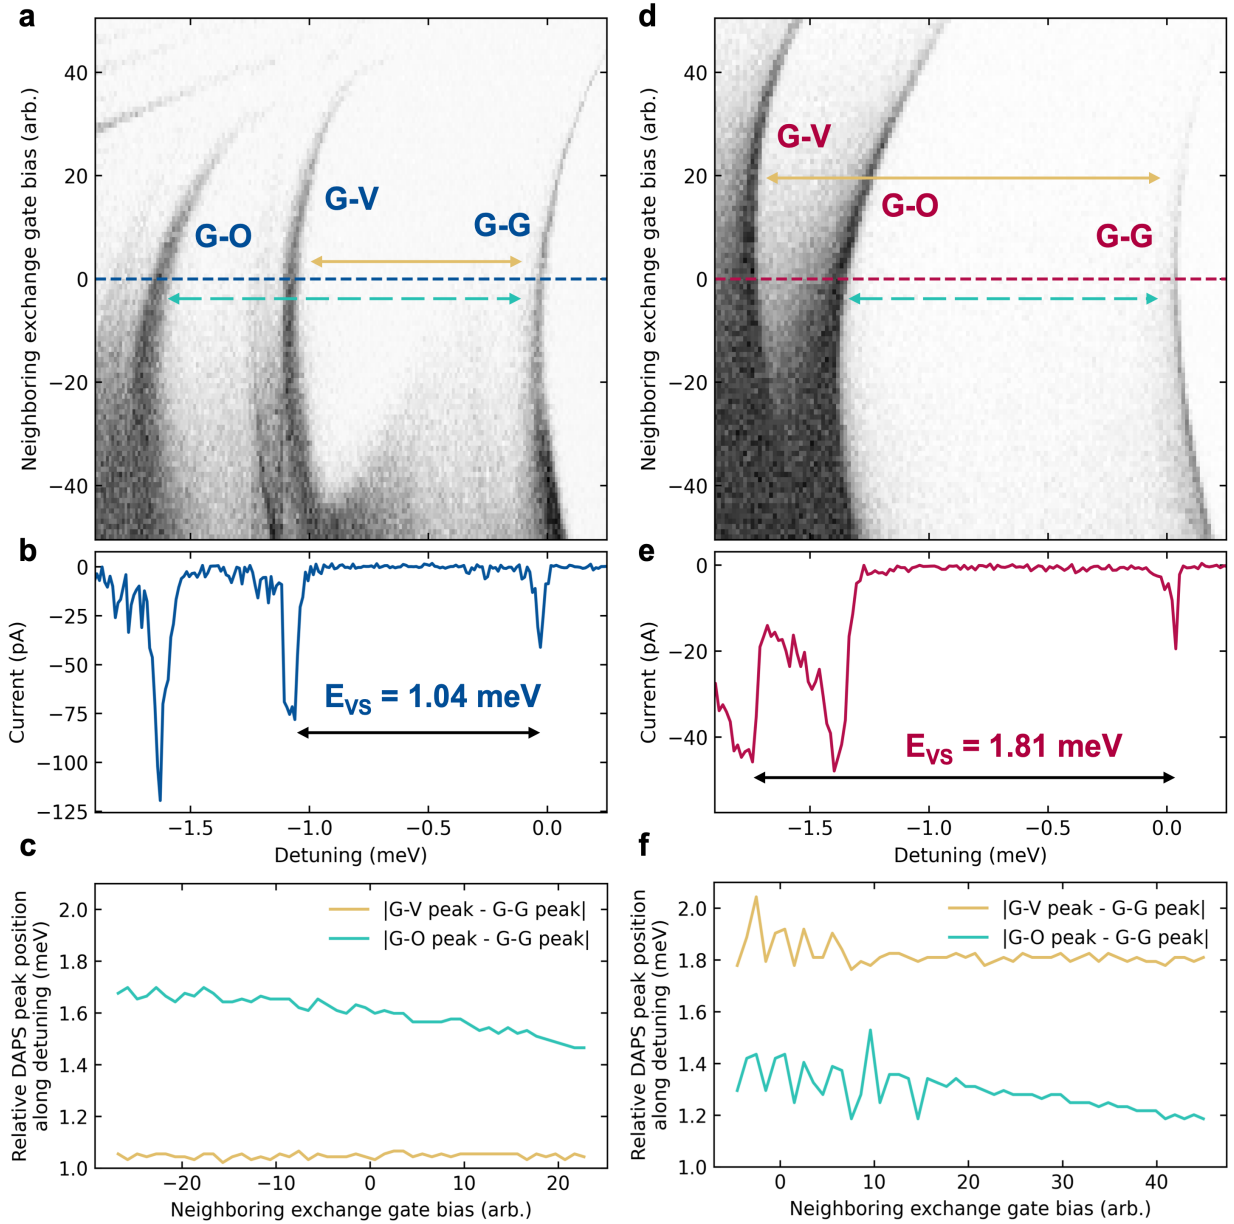 a
Neighboring exchange gate bias (arb.)
40
20
0
−20
−40
G-O
G-V
G-G
b
Current (pA)
0
−25
−50
−75
−100
−125
E_VS = 1.04 meV
−1.5
−1.0
−0.5
0.0
Detuning (meV)
c
Relative DAPS peak position
along detuning (meV)
2.0
1.8
1.6
1.4
1.2
1.0
|G-V peak - G-G peak|
|G-O peak - G-G peak|
−20
−10
0
10
20
Neighboring exchange gate bias (arb.)
d
Neighboring exchange gate bias (arb.)
40
20
0
−20
−40
G-V
G-O
G-G
e
Current (pA)
0
−20
−40
E_VS = 1.81 meV
−1.5
−1.0
−0.5
0.0
Detuning (meV)
f
Relative DAPS peak position
along detuning (meV)
2.0
1.8
1.6
1.4
1.2
1.0
|G-V peak - G-G peak|
|G-O peak - G-G peak|
0
10
20
30
40
Neighboring exchange gate bias (arb.)